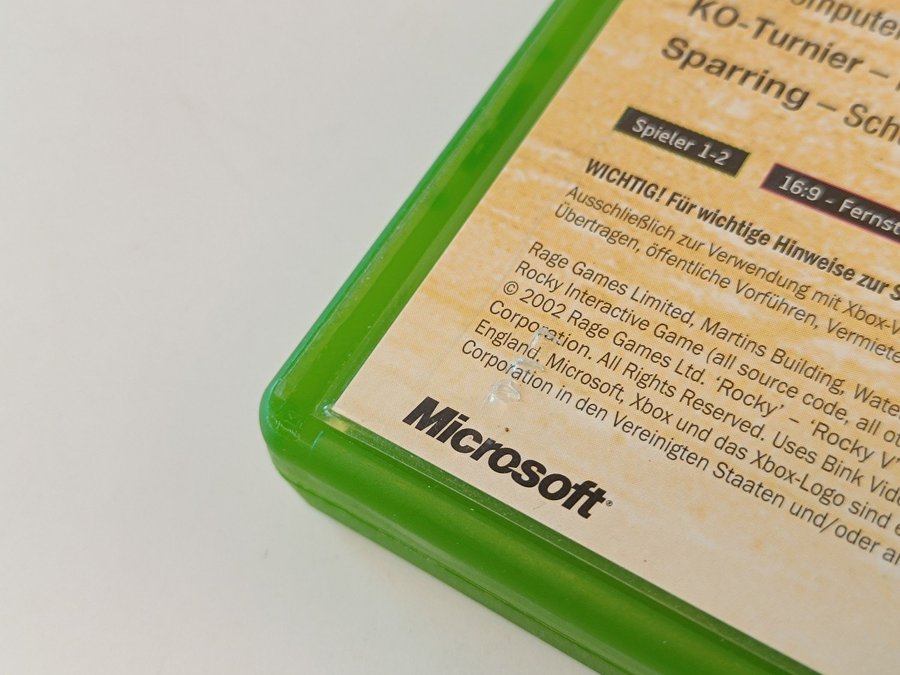 KO-Turnier –
Sparring – Sch
Spieler 1-2
16:9 - Ferns
WICHTIG! Für wichtige Hinweise zur S
Ausschließlich zur Verwendung mit Xbox-V
Übertragen, öffentliche Vorführen, Vermiete
Rage Games Limited, Martins Building, Wate
Rocky Interactive Game (all source code, all ot
© 2002 Rage Games Ltd. ‘Rocky’ – ‘Rocky V’
Corporation. All Rights Reserved. Uses Bink Vide
England. Microsoft, Xbox und das Xbox-Logo sind e
Corporation in den Vereinigten Staaten und/oder an
Microsoft®